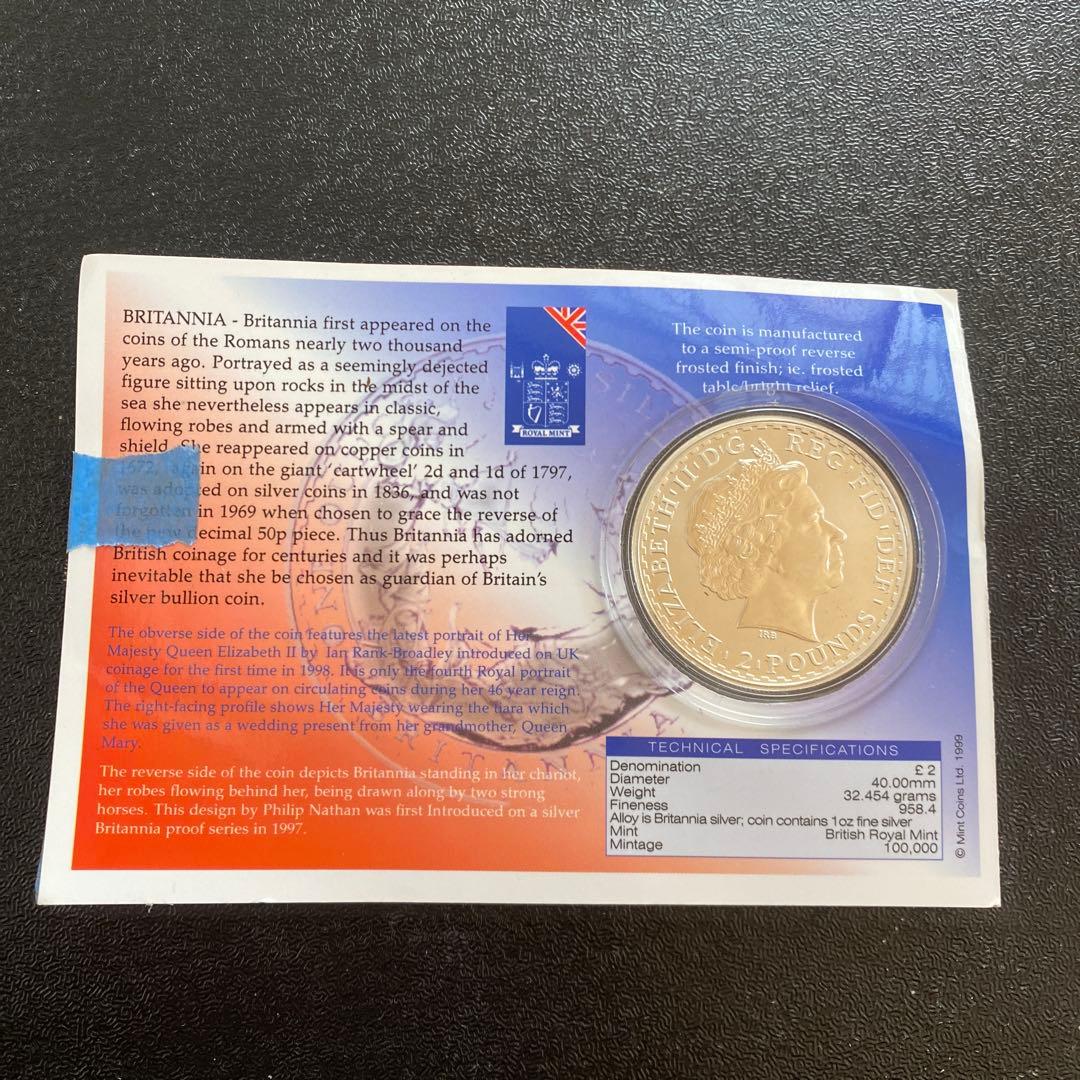 BRITANNIA - Britannia first appeared on the
coins of the Romans nearly two thousand
years ago. Portrayed as a seemingly dejected
figure sitting upon rocks in the midst of the
sea she nevertheless appears in classic,
flowing robes and armed with a spear and
shield. She reappeared on copper coins in
1672, again on the giant 'cartwheel' 2d and 1d of 1797,
was adopted on silver coins in 1836, and was not
forgotten in 1969 when chosen to grace the reverse of
the new decimal 50p piece. Thus Britannia has adorned
British coinage for centuries and it was perhaps
inevitable that she be chosen as guardian of Britain's
silver bullion coin.
The obverse side of the coin features the latest portrait of Her
Majesty Queen Elizabeth II by Ian Rank-Broadley introduced on UK
coinage for the first time in 1998. It is only the fourth Royal portrait
of the Queen to appear on circulating coins during her 46 year reign.
The right-facing profile shows Her Majesty wearing the tiara which
she was given as a wedding present from her grandmother, Queen
Mary.
The reverse side of the coin depicts Britannia standing in her chariot,
her robes flowing behind her, being drawn along by two strong
horses. This design by Philip Nathan was first Introduced on a silver
Britannia proof series in 1997.
ROYAL MINT
The coin is manufactured
to a semi-proof reverse
frosted finish; ie. frosted
table/bright relief.
ELIZABETH·II·D·G REG·FID·DEF· 2·POUNDS
IRB
BRITANNIA
TECHNICAL SPECIFICATIONS
Denomination £ 2
Diameter 40.00mm
Weight 32.454 grams
Fineness 958.4
Alloy is Britannia silver; coin contains 1oz fine silver
Mint British Royal Mint
Mintage 100,000
© Mint Coins Ltd. 1999